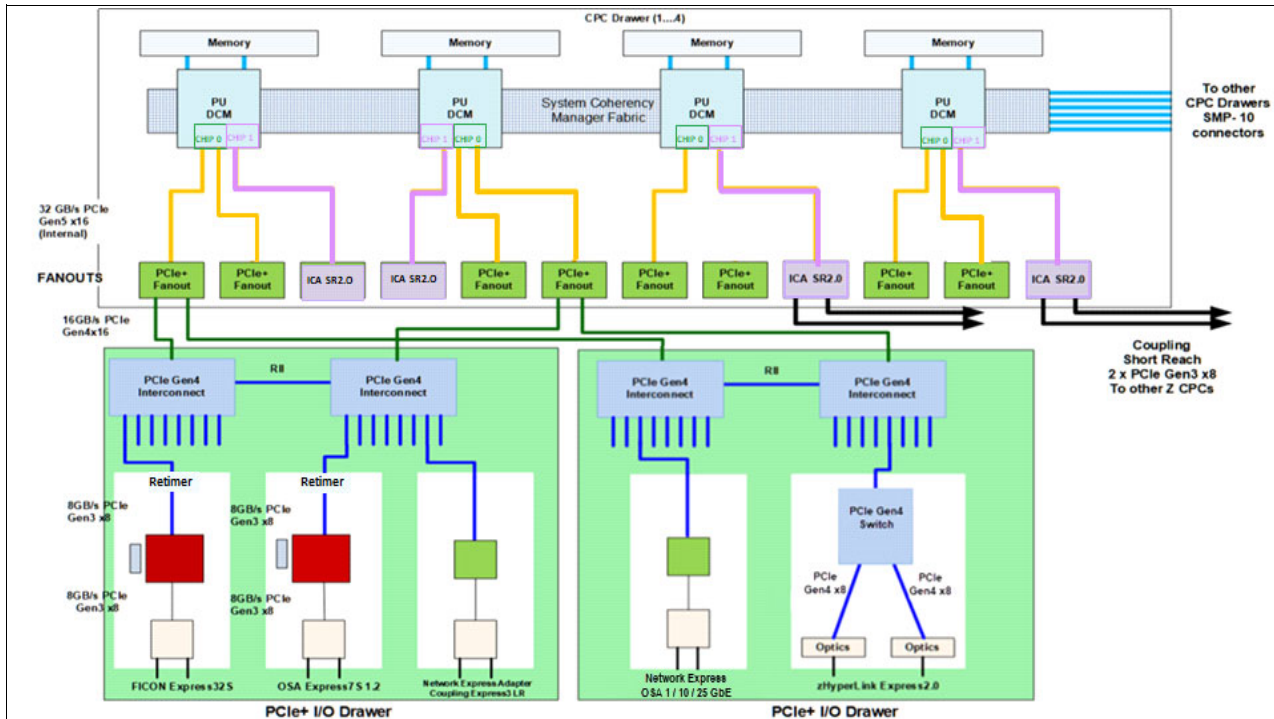 CPC Drawer (1....4)
Memory
Memory
Memory
Memory
PU
DCM
CHIP 0
CHIP 1
PU
DCM
CHIP 1
CHIP 0
System Coherency
Manager Fabric
PU
DCM
CHIP 0
CHIP 1
PU
DCM
CHIP 0
CHIP 1
To other
CPC Drawers
SMP- 10
connectors
32 GB/s PCIe
Gen5 x16
(Internal)
FANOUTS
PCIe+
Fanout
PCIe+
Fanout
ICA SR2.O
ICA SR2.O
PCIe+
Fanout
PCIe+
Fanout
PCIe+
Fanout
PCIe+
Fanout
ICA SR2.0
PCIe+
Fanout
PCIe+
Fanout
ICA SR2.0
16GB/s PCIe
Gen4x16
Coupling
Short Reach
2 x PCIe Gen3 x8
To other Z CPCs
PCIe Gen4
Interconnect
RII
PCIe Gen4
Interconnect
PCIe Gen4
Interconnect
RII
PCIe Gen4
Interconnect
Retimer
Retimer
8GB/s PCIe
Gen3 x8
8GB/s PCIe
Gen3 x8
PCIe Gen4
Switch
8GB/s PCIe
Gen3 x8
8GB/s PCIe
Gen3 x8
PCIe
Gen4 x8
PCIe
Gen4 x8
Optics
Optics
FICON Express32S
OSA Express7S 1.2
Network Express Adapter
Coupling Express3 LR
Network Express
OSA 1 / 10 / 25 GbE
zHyperLink Express2.0
PCIe+ I/O Drawer
PCIe+ I/O Drawer